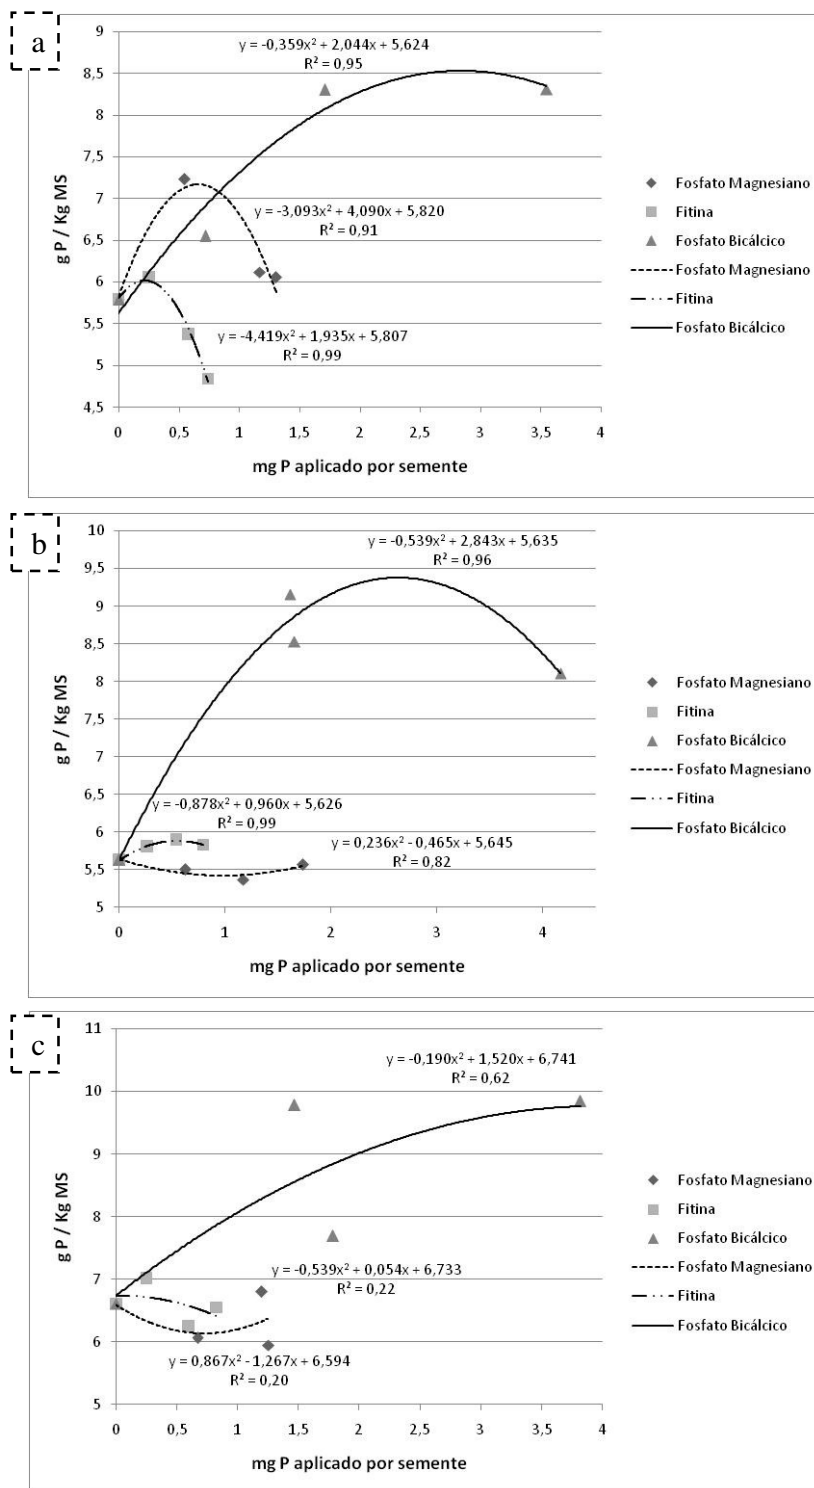 a
9
8,5
8
7,5
7
6,5
6
5,5
5
4,5
g P / Kg MS
y = -0,359x² + 2,044x + 5,624
R² = 0,95
y = -3,093x² + 4,090x + 5,820
R² = 0,91
y = -4,419x² + 1,935x + 5,807
R² = 0,99
0 0,5 1 1,5 2 2,5 3 3,5 4
mg P aplicado por semente
Fosfato Magnesiano
Fitina
Fosfato Bicálcico
Fosfato Magnesiano
Fitina
Fosfato Bicálcico
b
10
9,5
9
8,5
8
7,5
7
6,5
6
5,5
5
g P / Kg MS
y = -0,539x² + 2,843x + 5,635
R² = 0,96
y = -0,878x² + 0,960x + 5,626
R² = 0,99
y = 0,236x² - 0,465x + 5,645
R² = 0,82
0 1 2 3 4
mg P aplicado por semente
Fosfato Magnesiano
Fitina
Fosfato Bicálcico
Fosfato Magnesiano
Fitina
Fosfato Bicálcico
c
11
10
9
8
7
6
5
g P / Kg MS
y = -0,190x² + 1,520x + 6,741
R² = 0,62
y = -0,539x² + 0,054x + 6,733
R² = 0,22
y = 0,867x² - 1,267x + 6,594
R² = 0,20
0 0,5 1 1,5 2 2,5 3 3,5 4
mg P aplicado por semente
Fosfato Magnesiano
Fitina
Fosfato Bicálcico
Fosfato Magnesiano
Fitina
Fosfato Bicálcico